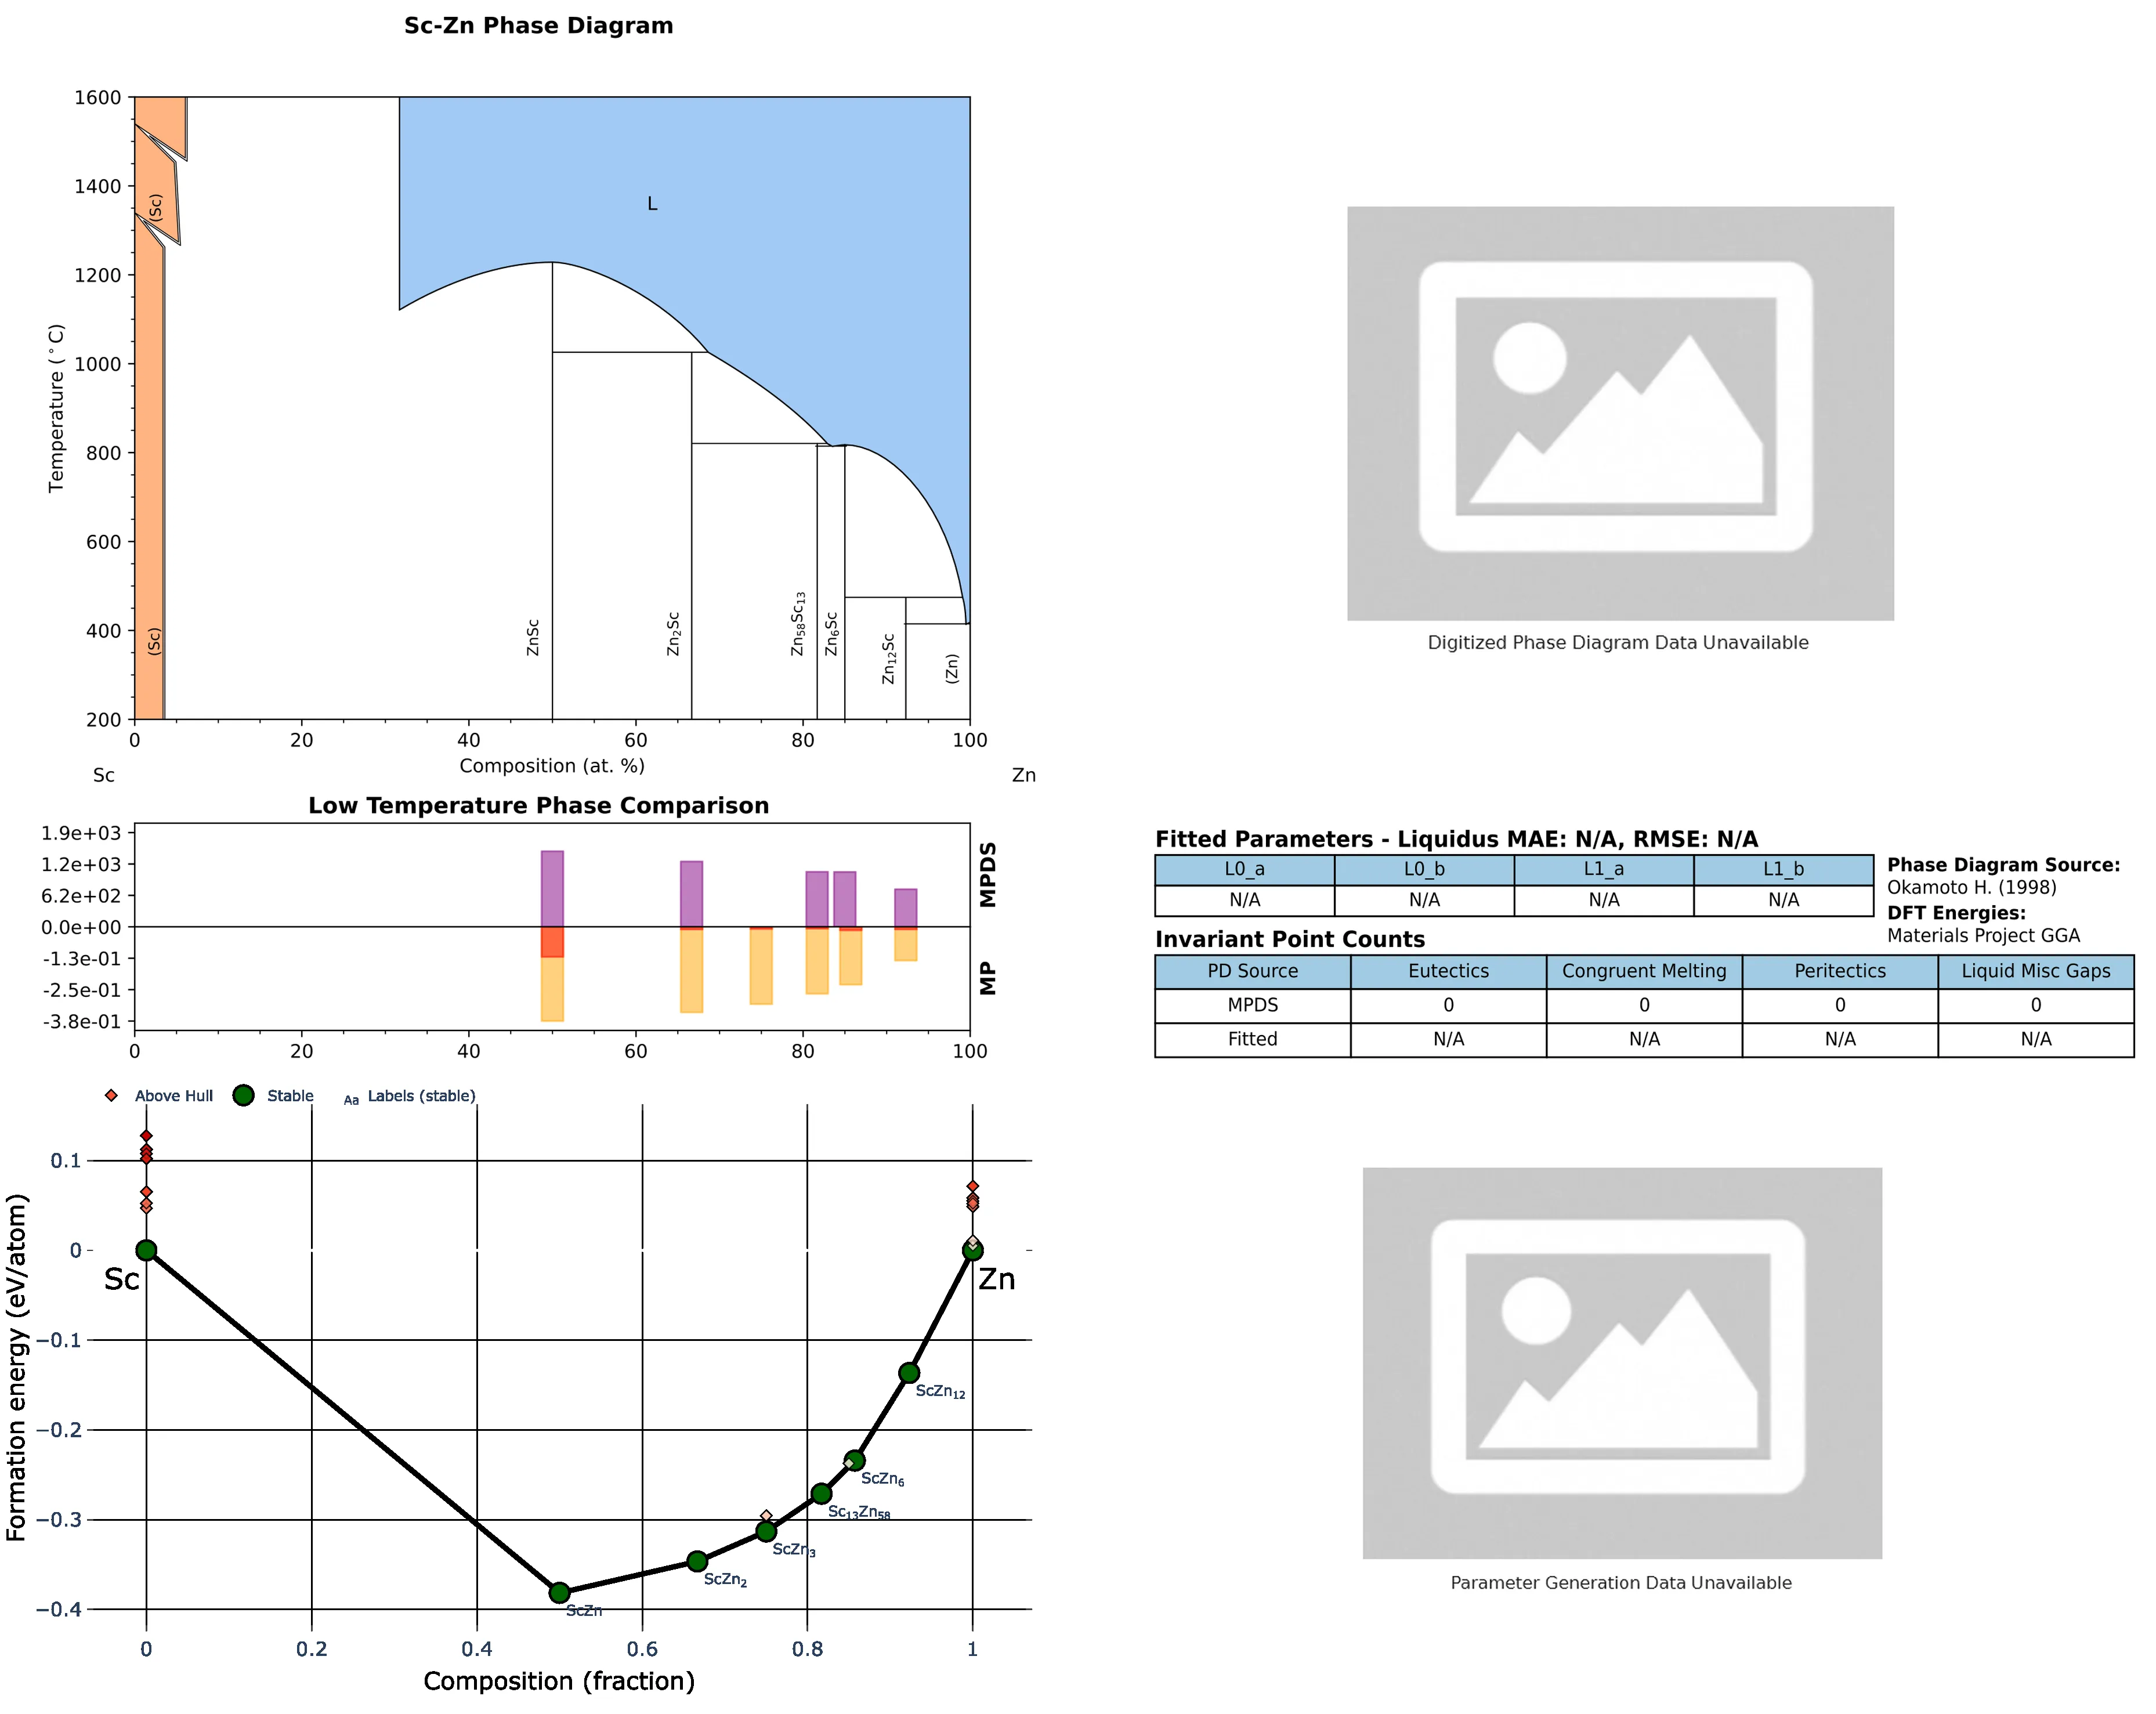 Sc-Zn Phase Diagram
1600
1400
1200
1000
800
600
400
200
Temperature (°C)
L
(Sc)
(Sc)
ZnSc
Zn₂Sc
Zn₅₈Sc₁₃
Zn₆Sc
Zn₁₂Sc
(Zn)
0 20 40 60 80 100
Composition (at. %)
Sc Zn
Digitized Phase Diagram Data Unavailable
Low Temperature Phase Comparison
1.9e+03
1.2e+03
6.2e+02
0.0e+00
-1.3e-01
-2.5e-01
-3.8e-01
MPDS
MP
0 20 40 60 80 100
Fitted Parameters - Liquidus MAE: N/A, RMSE: N/A
L0_a L0_b L1_a L1_b
N/A N/A N/A N/A
Phase Diagram Source:
Okamoto H. (1998)
DFT Energies:
Materials Project GGA
Invariant Point Counts
PD Source Eutectics Congruent Melting Peritectics Liquid Misc Gaps
MPDS 0 0 0 0
Fitted N/A N/A N/A N/A
Above Hull Stable Aa Labels (stable)
0.1
0
−0.1
−0.2
−0.3
−0.4
Formation energy (eV/atom)
Sc
Zn
ScZn₁₂
ScZn₆
Sc₁₃Zn₅₈
ScZn₃
ScZn₂
ScZn
0 0.2 0.4 0.6 0.8 1
Composition (fraction)
Parameter Generation Data Unavailable